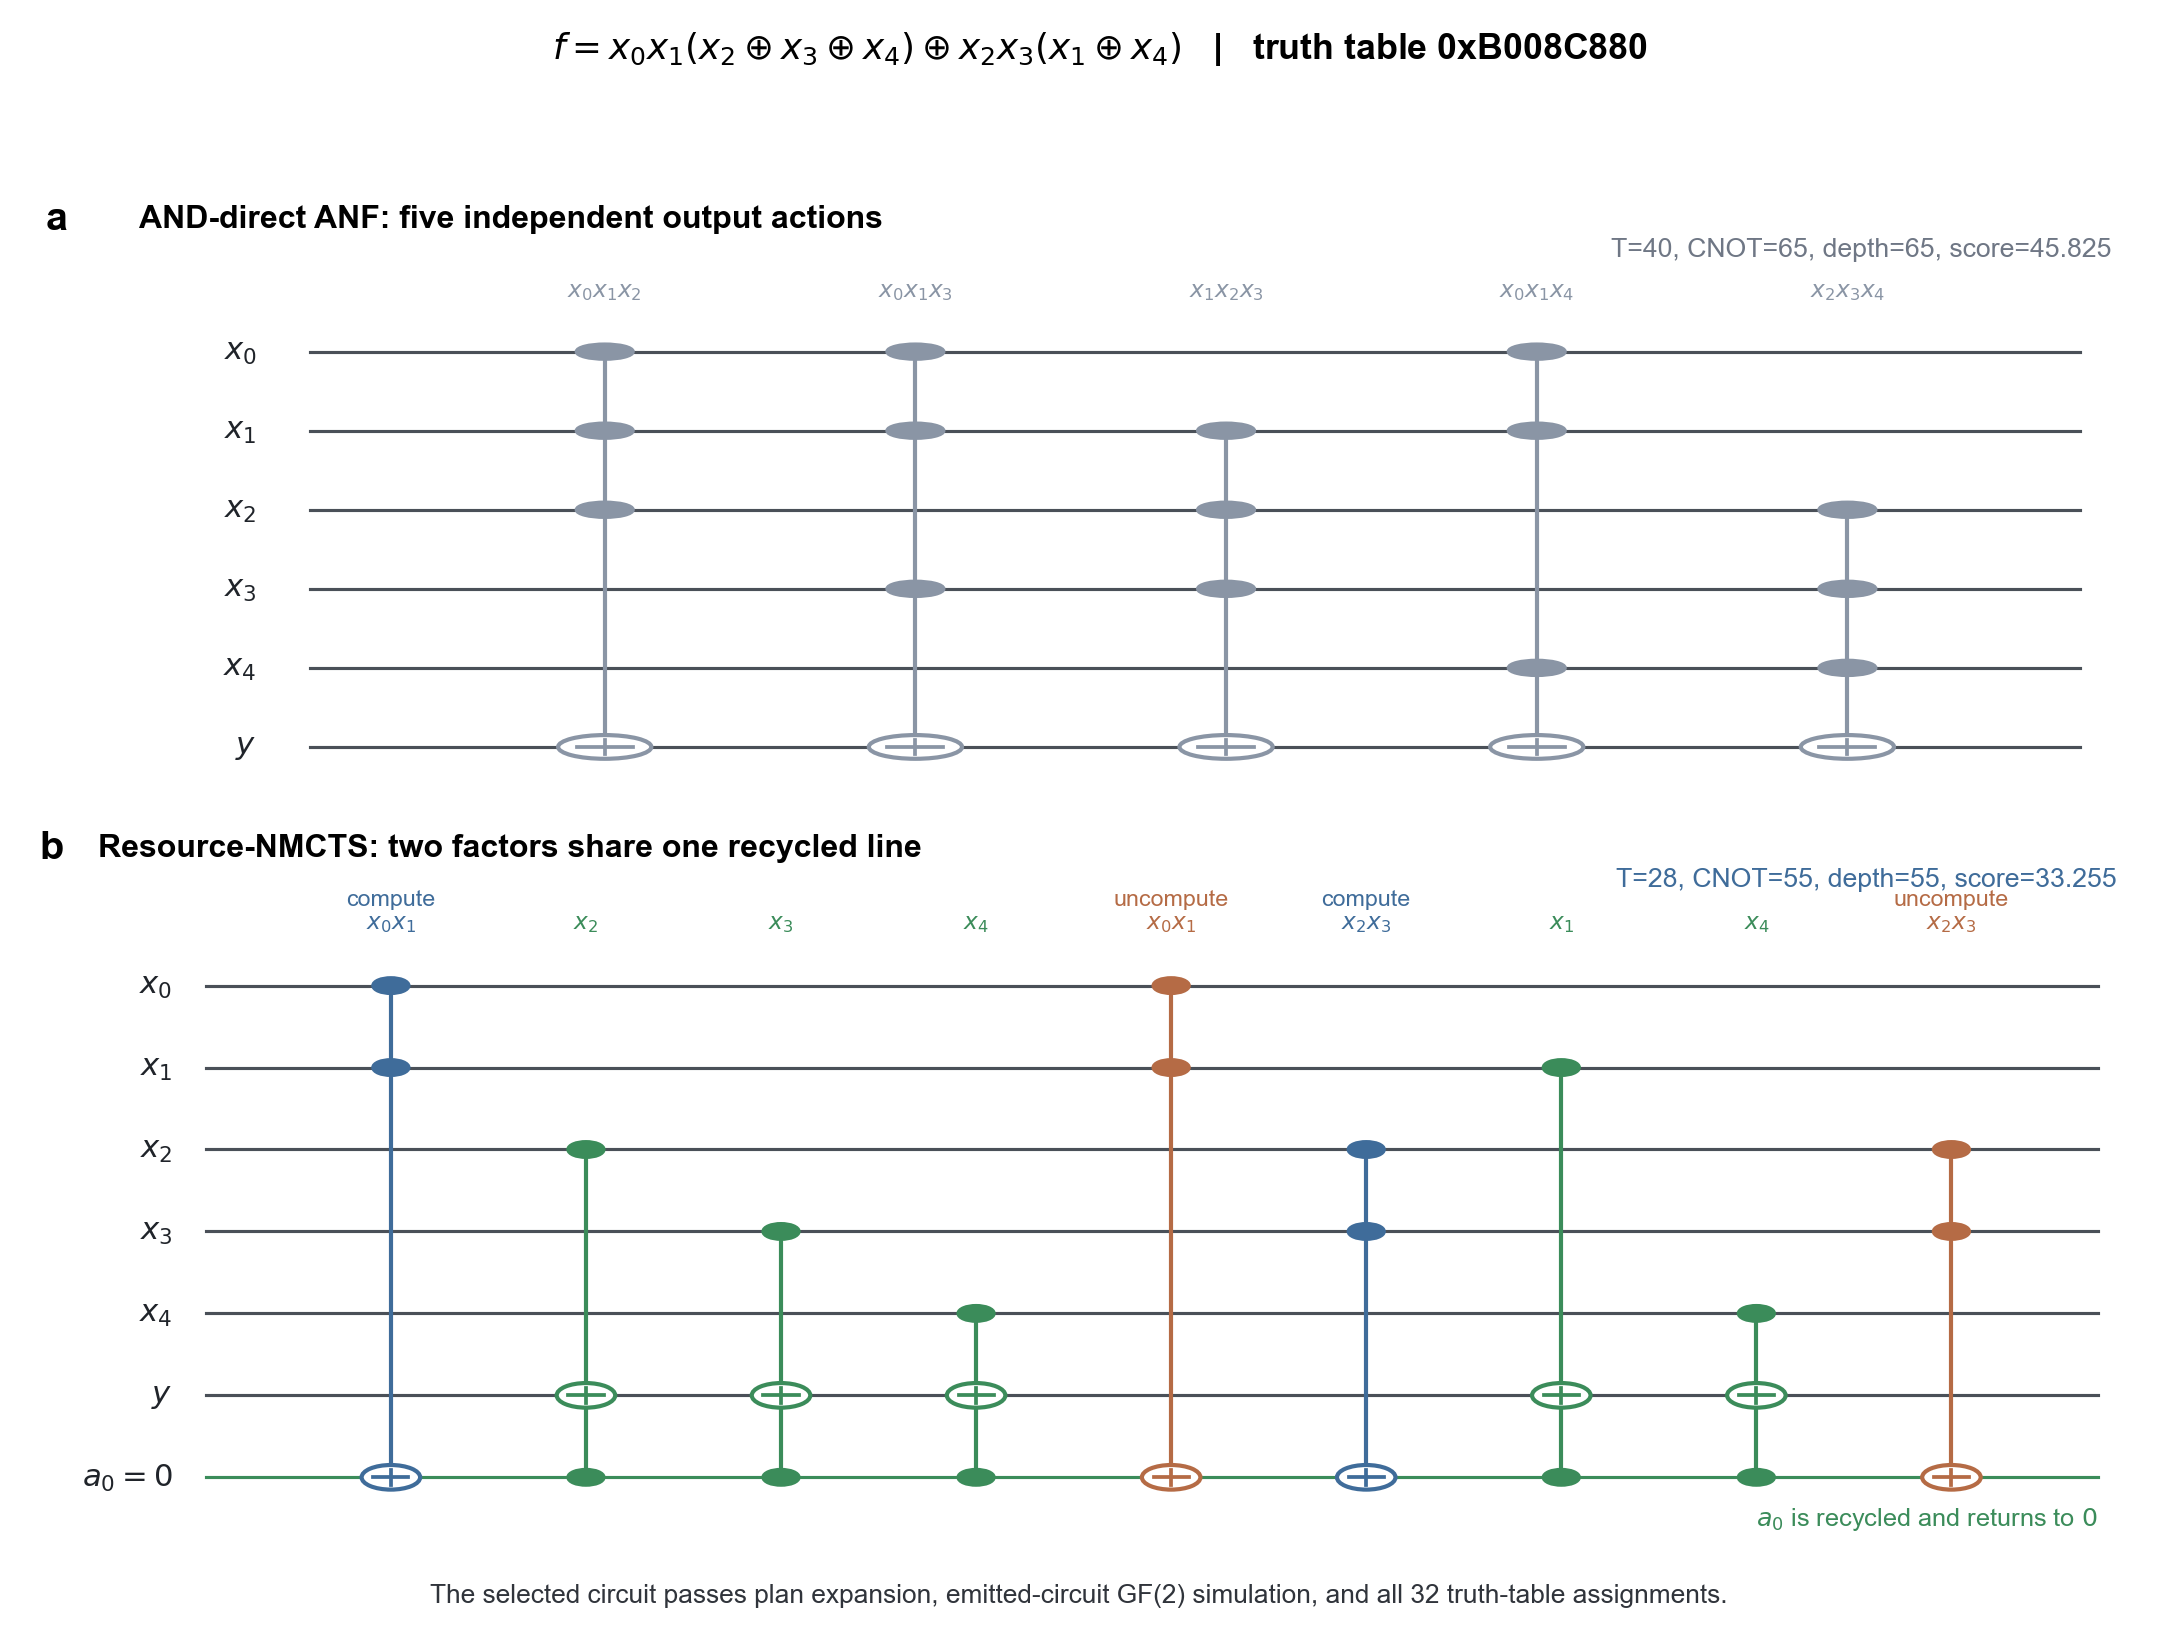 f = x₀x₁(x₂ ⊕ x₃ ⊕ x₄) ⊕ x₂x₃(x₁ ⊕ x₄) | truth table 0xB008C880
a AND-direct ANF: five independent output actions
T=40, CNOT=65, depth=65, score=45.825
x₀x₁x₂ x₀x₁x₃ x₁x₂x₃ x₀x₁x₄ x₂x₃x₄
x₀
x₁
x₂
x₃
x₄
y
b Resource-NMCTS: two factors share one recycled line
T=28, CNOT=55, depth=55, score=33.255
compute uncompute compute uncompute
x₀x₁ x₂ x₃ x₄ x₀x₁ x₂x₃ x₁ x₄ x₂x₃
x₀
x₁
x₂
x₃
x₄
y
a₀ = 0
a₀ is recycled and returns to 0
The selected circuit passes plan expansion, emitted-circuit GF(2) simulation, and all 32 truth-table assignments.